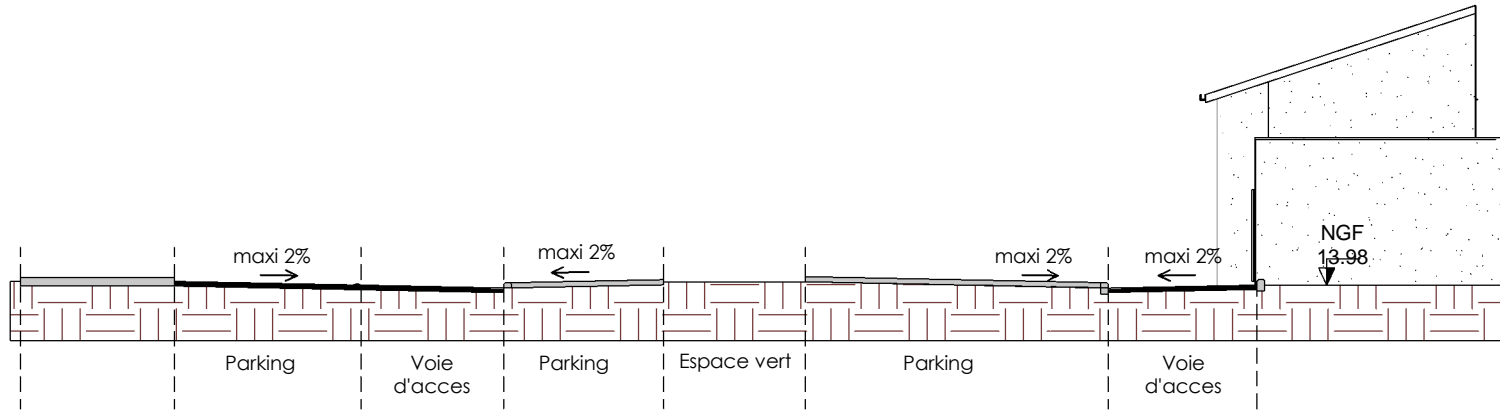 NGF
13.98
maxi 2%
maxi 2%
maxi 2%
maxi 2%
Parking
Voie
d'acces
Parking
Espace vert
Parking
Voie
d'acces